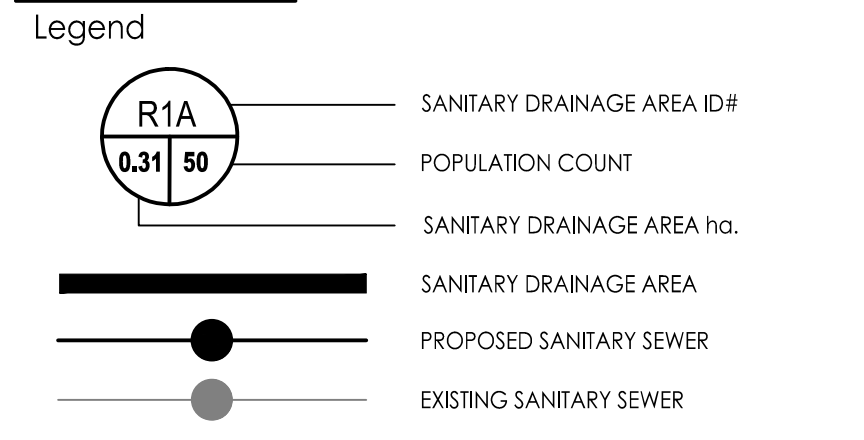 Legend
R1A
SANITARY DRAINAGE AREA ID#
0.31 50
POPULATION COUNT
SANITARY DRAINAGE AREA ha.
SANITARY DRAINAGE AREA
PROPOSED SANITARY SEWER
EXISTING SANITARY SEWER